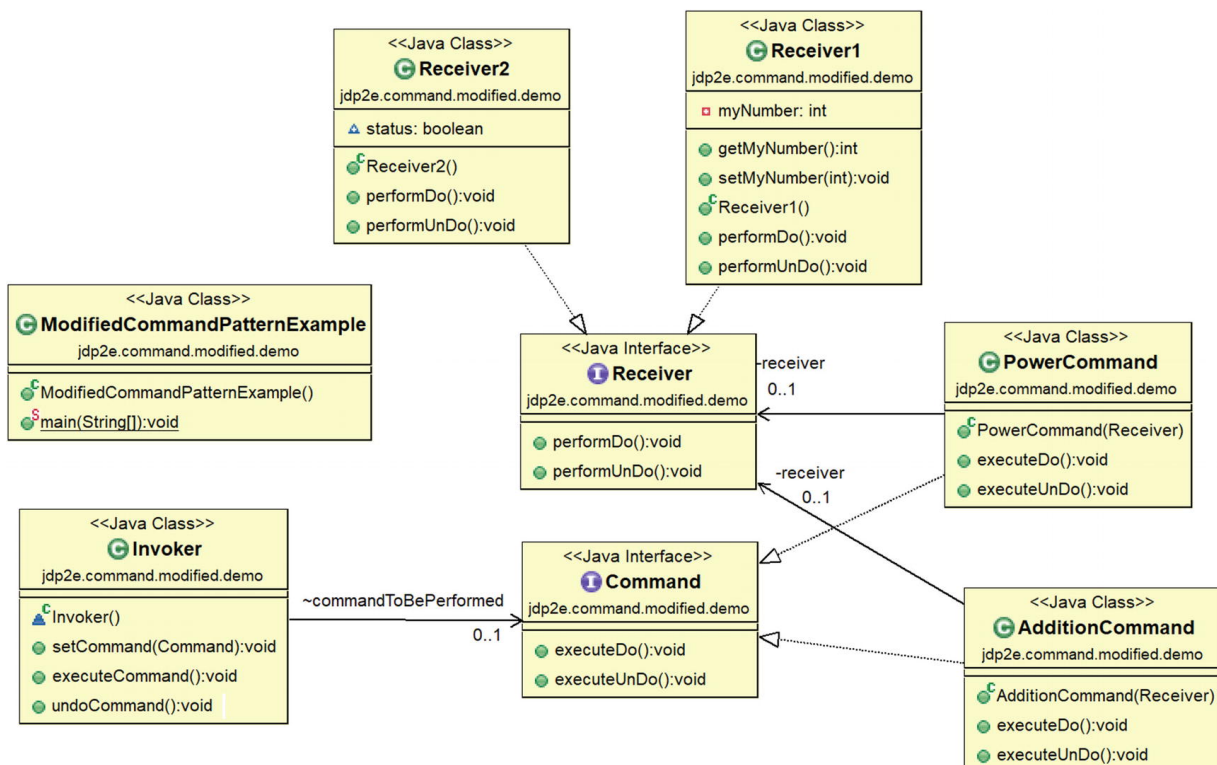 <<Java Class>>
Receiver2
jdp2e.command.modified.demo
status: boolean
Receiver2()
performDo():void
performUnDo():void
<<Java Class>>
Receiver1
jdp2e.command.modified.demo
myNumber: int
getMyNumber():int
setMyNumber(int):void
Receiver1()
performDo():void
performUnDo():void
<<Java Class>>
ModifiedCommandPatternExample
jdp2e.command.modified.demo
ModifiedCommandPatternExample()
main(String[]):void
<<Java Interface>>
Receiver
jdp2e.command.modified.demo
performDo():void
performUnDo():void
-receiver
0..1
<<Java Class>>
PowerCommand
jdp2e.command.modified.demo
PowerCommand(Receiver)
executeDo():void
executeUnDo():void
-receiver
0..1
<<Java Class>>
Invoker
jdp2e.command.modified.demo
Invoker()
setCommand(Command):void
executeCommand():void
undoCommand():void
~commandToBePerformed
0..1
<<Java Interface>>
Command
jdp2e.command.modified.demo
executeDo():void
executeUnDo():void
<<Java Class>>
AdditionCommand
jdp2e.command.modified.demo
AdditionCommand(Receiver)
executeDo():void
executeUnDo():void